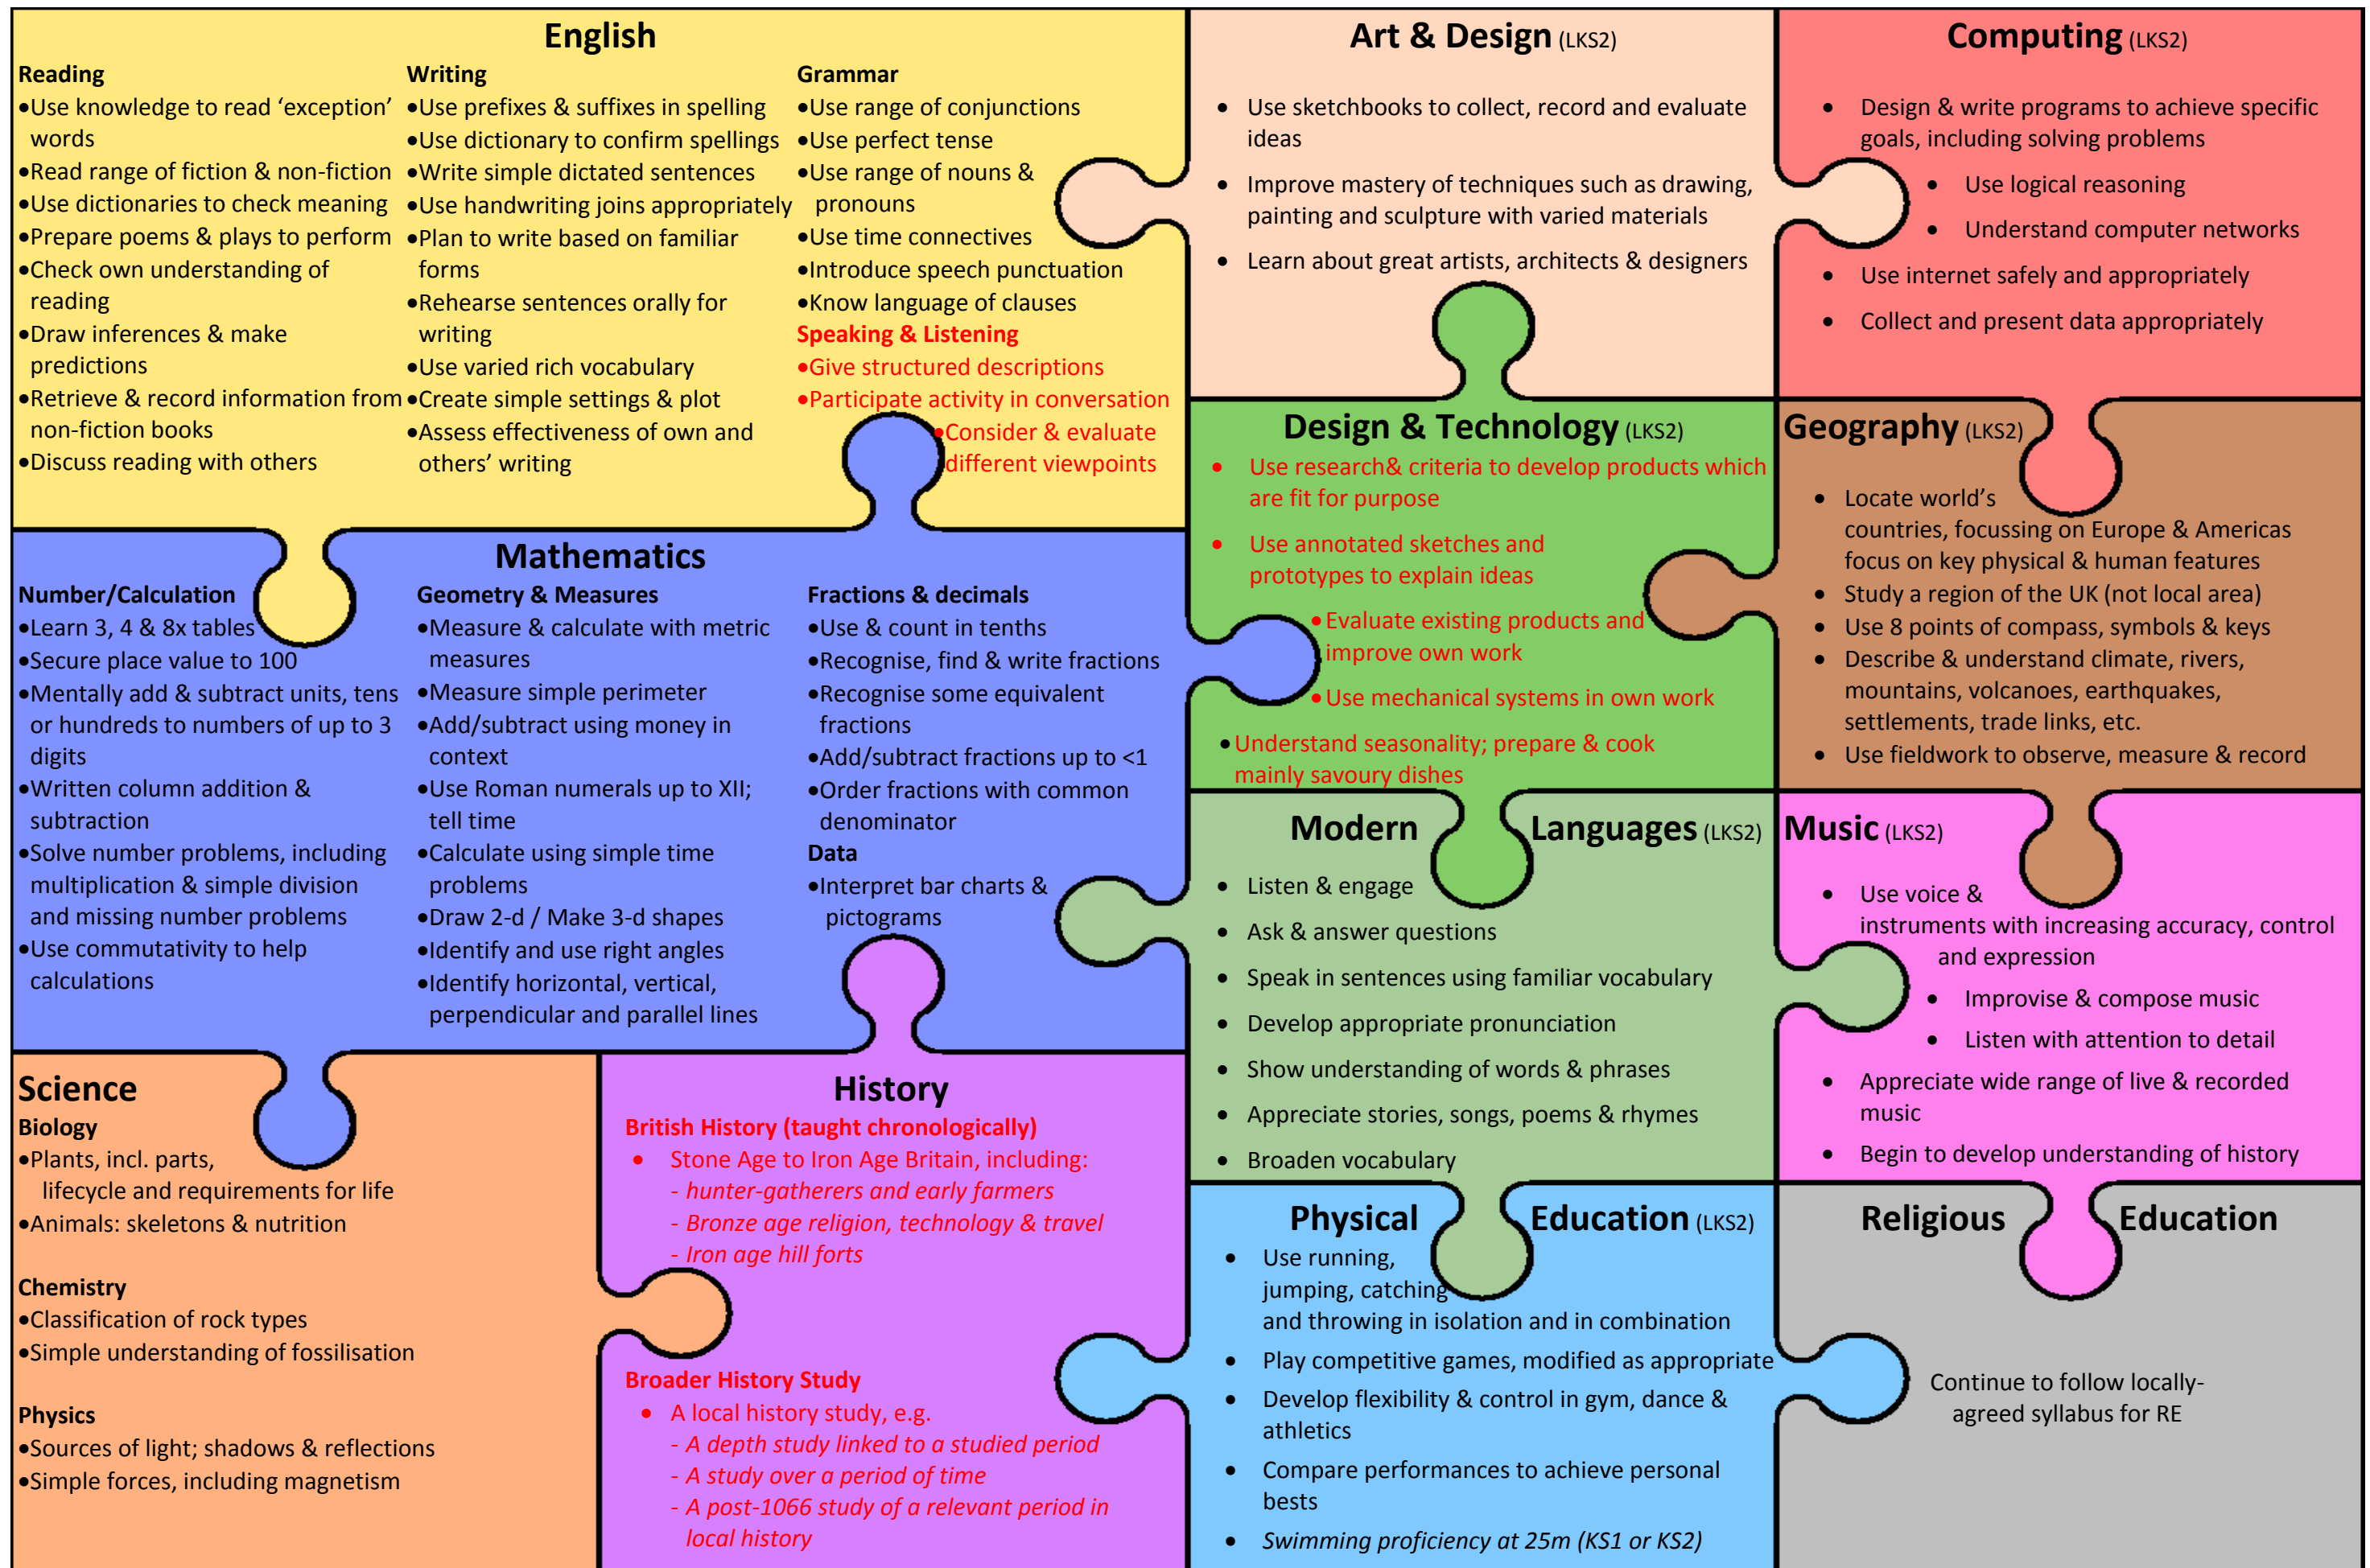 English
Reading
•Use knowledge to read ‘exception’
words
•Read range of fiction & non-fiction
•Use dictionaries to check meaning
•Prepare poems & plays to perform
•Check own understanding of
reading
•Draw inferences & make
predictions
•Retrieve & record information from
non-fiction books
•Discuss reading with others
Writing
•Use prefixes & suffixes in spelling
•Use dictionary to confirm spellings
•Write simple dictated sentences
•Use handwriting joins appropriately
•Plan to write based on familiar
forms
•Rehearse sentences orally for
writing
•Use varied rich vocabulary
•Create simple settings & plot
•Assess effectiveness of own and
others’ writing
Grammar
•Use range of conjunctions
•Use perfect tense
•Use range of nouns &
pronouns
•Use time connectives
•Introduce speech punctuation
•Know language of clauses
Speaking & Listening
•Give structured descriptions
•Participate activity in conversation
•Consider & evaluate
different viewpoints
Art & Design (LKS2)
• Use sketchbooks to collect, record and evaluate
ideas
• Improve mastery of techniques such as drawing,
painting and sculpture with varied materials
• Learn about great artists, architects & designers
Computing (LKS2)
• Design & write programs to achieve specific
goals, including solving problems
• Use logical reasoning
• Understand computer networks
• Use internet safely and appropriately
• Collect and present data appropriately
Design & Technology (LKS2)
• Use research& criteria to develop products which
are fit for purpose
• Use annotated sketches and
prototypes to explain ideas
•Evaluate existing products and
improve own work
•Use mechanical systems in own work
•Understand seasonality; prepare & cook
mainly savoury dishes
Geography (LKS2)
• Locate world’s
countries, focussing on Europe & Americas
focus on key physical & human features
• Study a region of the UK (not local area)
• Use 8 points of compass, symbols & keys
• Describe & understand climate, rivers,
mountains, volcanoes, earthquakes,
settlements, trade links, etc.
• Use fieldwork to observe, measure & record
Mathematics
Number/Calculation
•Learn 3, 4 & 8x tables
•Secure place value to 100
•Mentally add & subtract units, tens
or hundreds to numbers of up to 3
digits
•Written column addition &
subtraction
•Solve number problems, including
multiplication & simple division
and missing number problems
•Use commutativity to help
calculations
Geometry & Measures
•Measure & calculate with metric
measures
•Measure simple perimeter
•Add/subtract using money in
context
•Use Roman numerals up to XII;
tell time
•Calculate using simple time
problems
•Draw 2-d / Make 3-d shapes
•Identify and use right angles
•Identify horizontal, vertical,
perpendicular and parallel lines
Fractions & decimals
•Use & count in tenths
•Recognise, find & write fractions
•Recognise some equivalent
fractions
•Add/subtract fractions up to <1
•Order fractions with common
denominator
Data
•Interpret bar charts &
pictograms
Modern Languages (LKS2)
• Listen & engage
• Ask & answer questions
• Speak in sentences using familiar vocabulary
• Develop appropriate pronunciation
• Show understanding of words & phrases
• Appreciate stories, songs, poems & rhymes
• Broaden vocabulary
Music (LKS2)
• Use voice &
instruments with increasing accuracy, control
and expression
• Improvise & compose music
• Listen with attention to detail
• Appreciate wide range of live & recorded
music
• Begin to develop understanding of history
Science
Biology
•Plants, incl. parts,
lifecycle and requirements for life
•Animals: skeletons & nutrition
Chemistry
•Classification of rock types
•Simple understanding of fossilisation
Physics
•Sources of light; shadows & reflections
•Simple forces, including magnetism
History
British History (taught chronologically)
• Stone Age to Iron Age Britain, including:
- hunter-gatherers and early farmers
- Bronze age religion, technology & travel
- Iron age hill forts
Broader History Study
• A local history study, e.g.
- A depth study linked to a studied period
- A study over a period of time
- A post-1066 study of a relevant period in
local history
Physical Education (LKS2)
• Use running,
jumping, catching
and throwing in isolation and in combination
• Play competitive games, modified as appropriate
• Develop flexibility & control in gym, dance &
athletics
• Compare performances to achieve personal
bests
• Swimming proficiency at 25m (KS1 or KS2)
Religious Education
Continue to follow locally-
agreed syllabus for RE